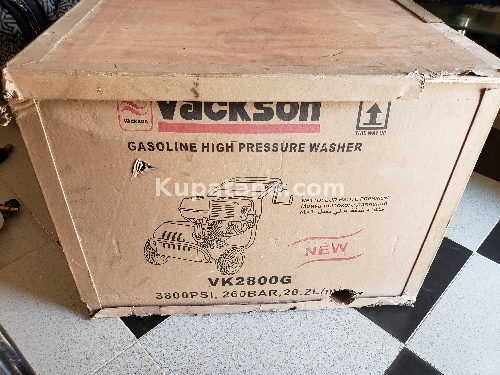 Vackson
VACKSON
THIS WAY UP
GASOLINE HIGH PRESSURE WASHER
Kupatana.com
NEW
VK2800G
3800PSI, 260BAR, 20.2L/